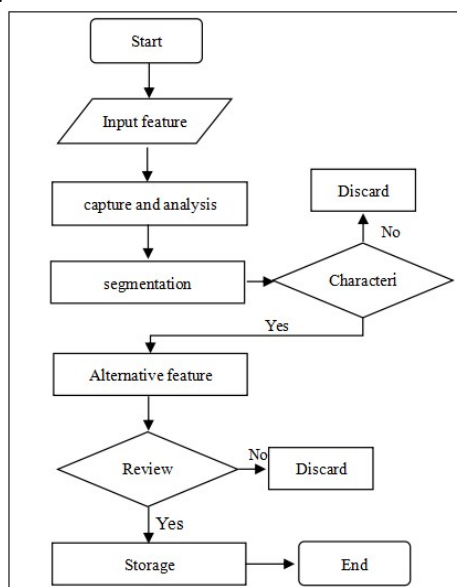 Start
Input feature
capture and analysis
Discard
No
segmentation
Characteri
Yes
Alternative feature
Review
No
Discard
Yes
Storage
End